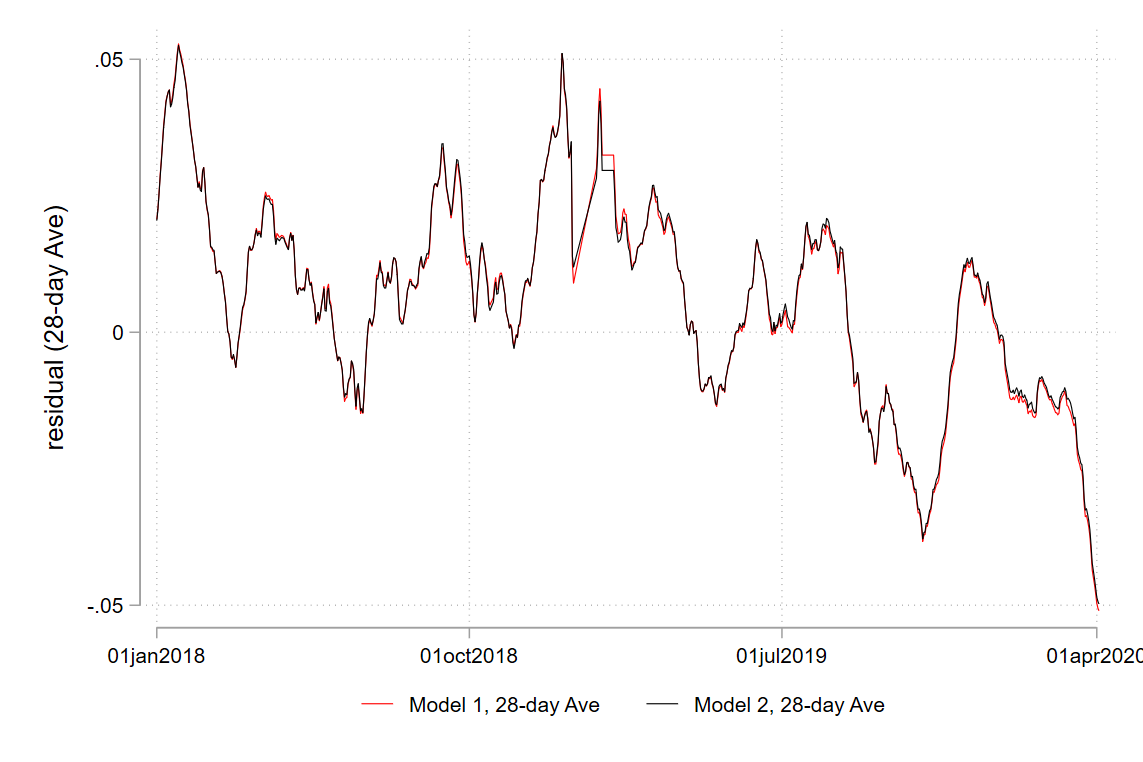 residual (28-day Ave)
.05
0
-.05
01jan2018 01oct2018 01jul2019 01apr2020
Model 1, 28-day Ave Model 2, 28-day Ave